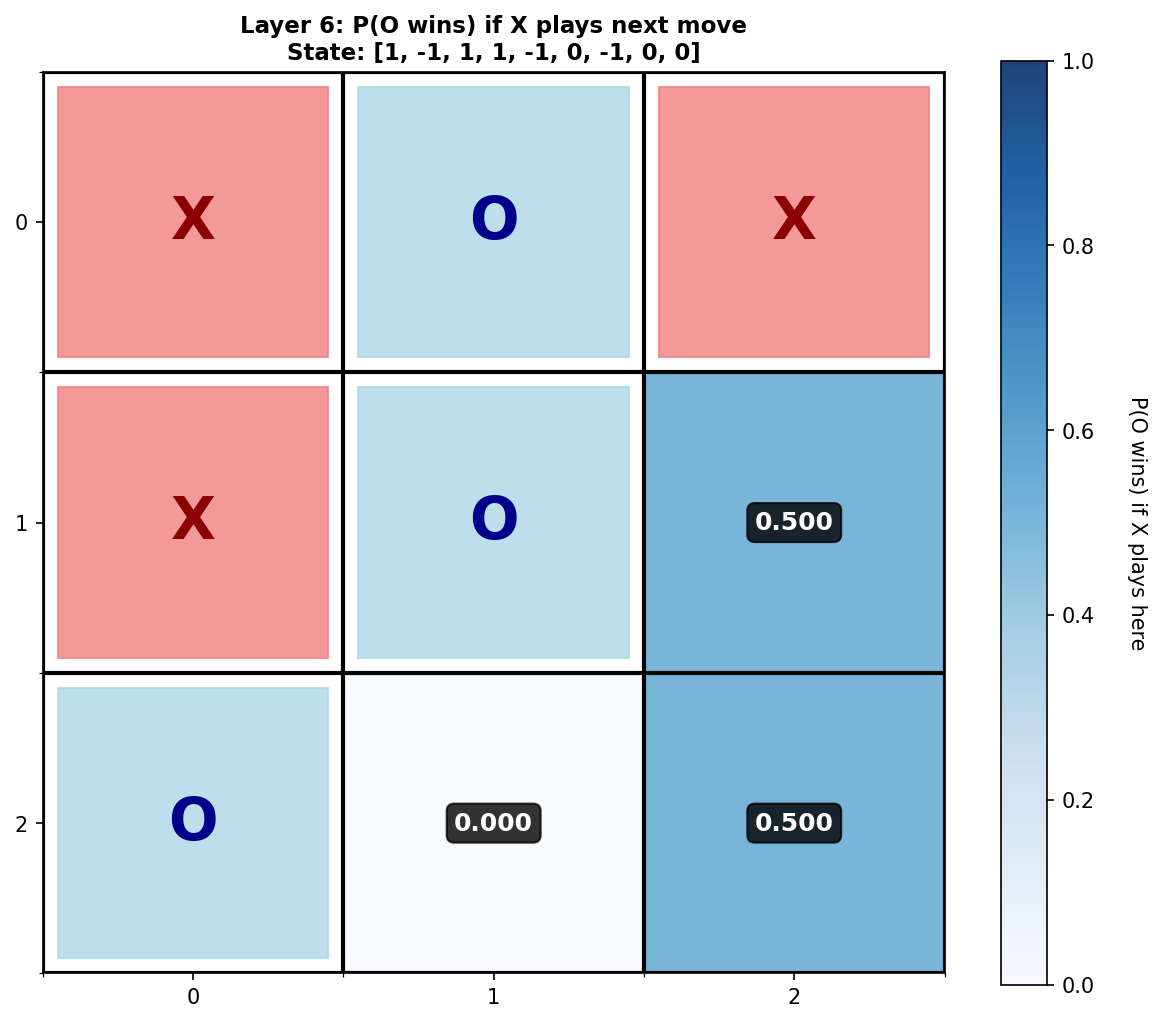 Layer 6: P(O wins) if X plays next move
State: [1, -1, 1, 1, -1, 0, -1, 0, 0]
X
O
X
X
O
0.500
O
0.000
0.500
0
1
2
0
1
2
1.0
0.8
0.6
0.4
0.2
0.0
P(O wins) if X plays here